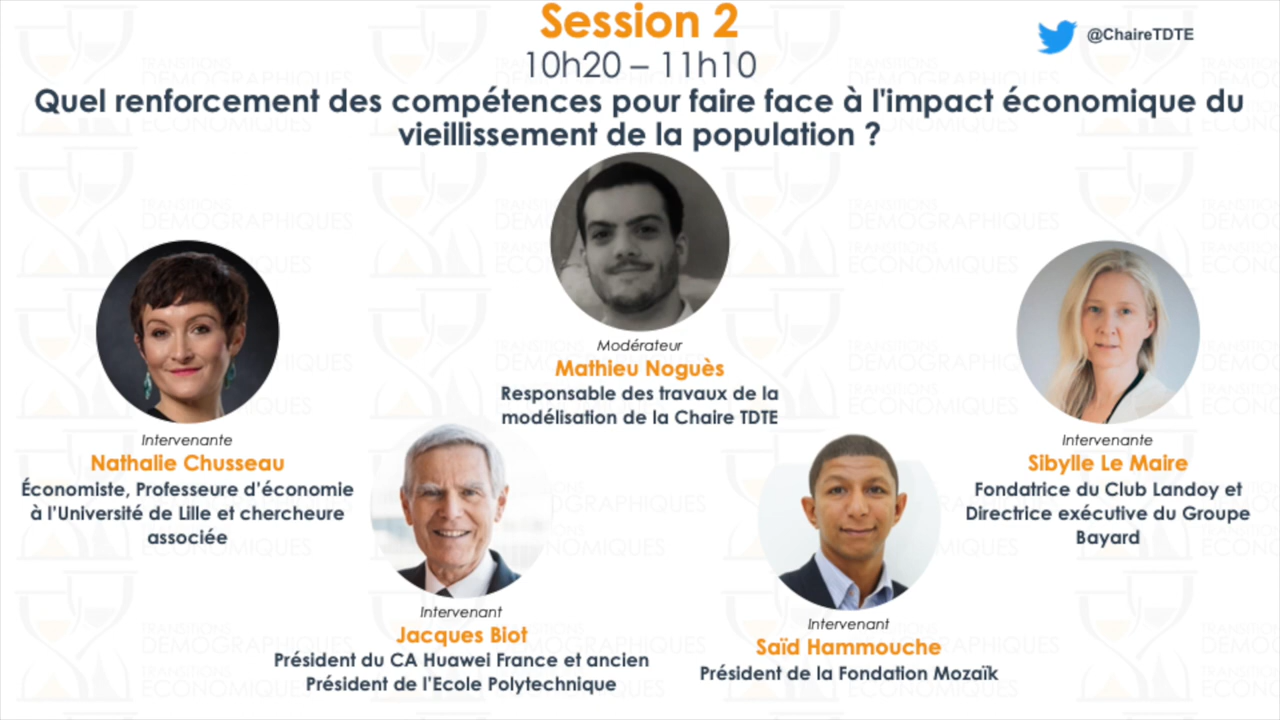 Session 2
10h20 – 11h10
@ChaireTDTE
Quel renforcement des compétences pour faire face à l'impact économique du
vieillissement de la population ?
Modérateur
Mathieu Noguès
Responsable des travaux de la
modélisation de la Chaire TDTE
Intervenante
Nathalie Chusseau
Économiste, Professeure d'économie
à l'Université de Lille et chercheure
associée
Intervenante
Sibylle Le Maire
Fondatrice du Club Landoy et
Directrice exécutive du Groupe
Bayard
Intervenant
Jacques Biot
Président du CA Huawei France et ancien
Président de l'Ecole Polytechnique
Intervenant
Saïd Hammouche
Président de la Fondation Mozaïk
TRANSITIONS
DÉMOGRAPHIQUES
TRANSITIONS
ÉCONOMIQUES